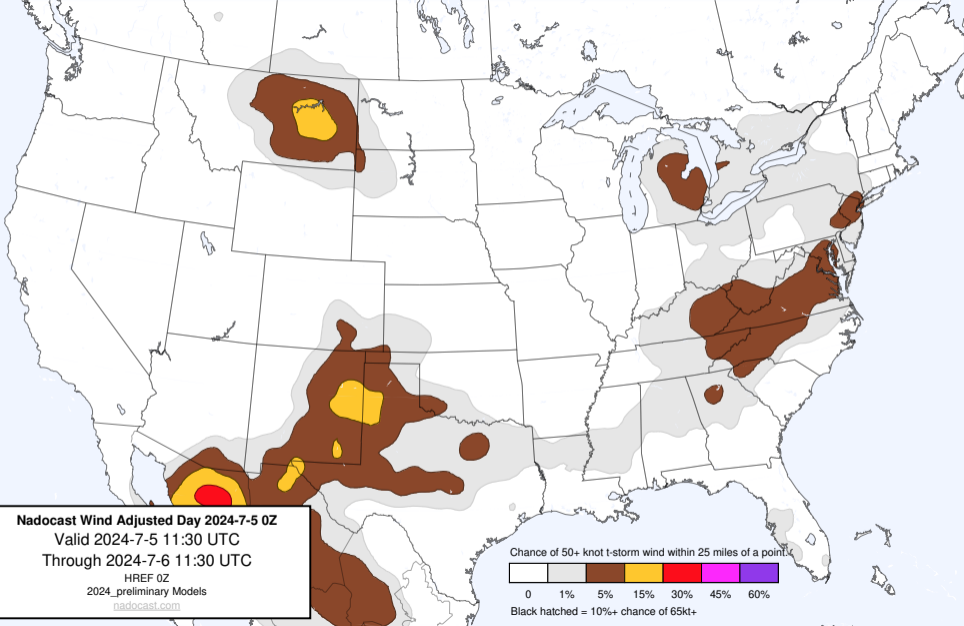 Nadocast Wind Adjusted Day 2024-7-5 0Z
Valid 2024-7-5 11:30 UTC
Through 2024-7-6 11:30 UTC
HREF 0Z
2024_preliminary Models
nadocast.com
Chance of 50+ knot t-storm wind within 25 miles of a point.
0 1% 5% 15% 30% 45% 60%
Black hatched = 10%+ chance of 65kt+